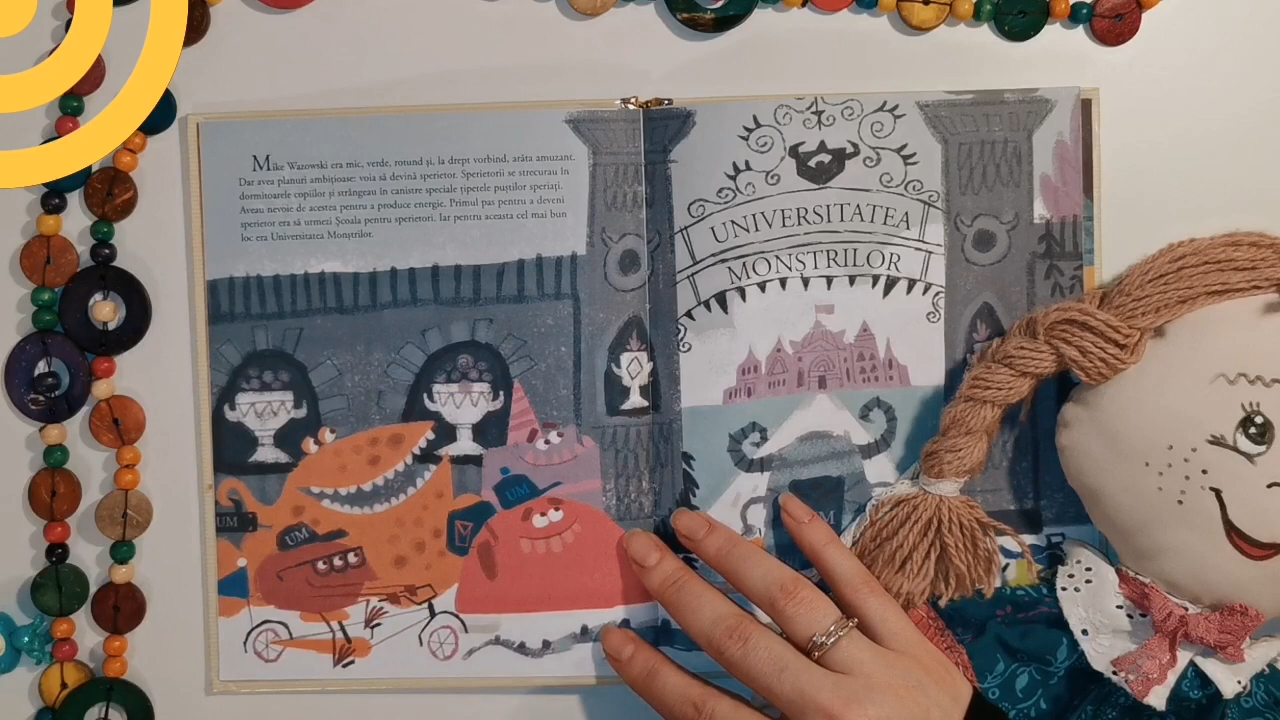 Mike Wazowski era mic, verde, rotund și, la drept vorbind, arăta amuzant.
Dar avea planuri ambițioase: voia să devină sperietor. Sperietorii se strecurau în
dormitoarele copiilor și strângeau în canistre speciale țipetele puștilor speriați.
Aveau nevoie de acestea pentru a produce energie. Primul pas pentru a deveni
sperietor era să urmezi Școala pentru sperietori. Iar pentru aceasta cel mai bun
loc era Universitatea Monștrilor.
UNIVERSITATEA
MONȘTRILOR
UM
UM
UM
UM